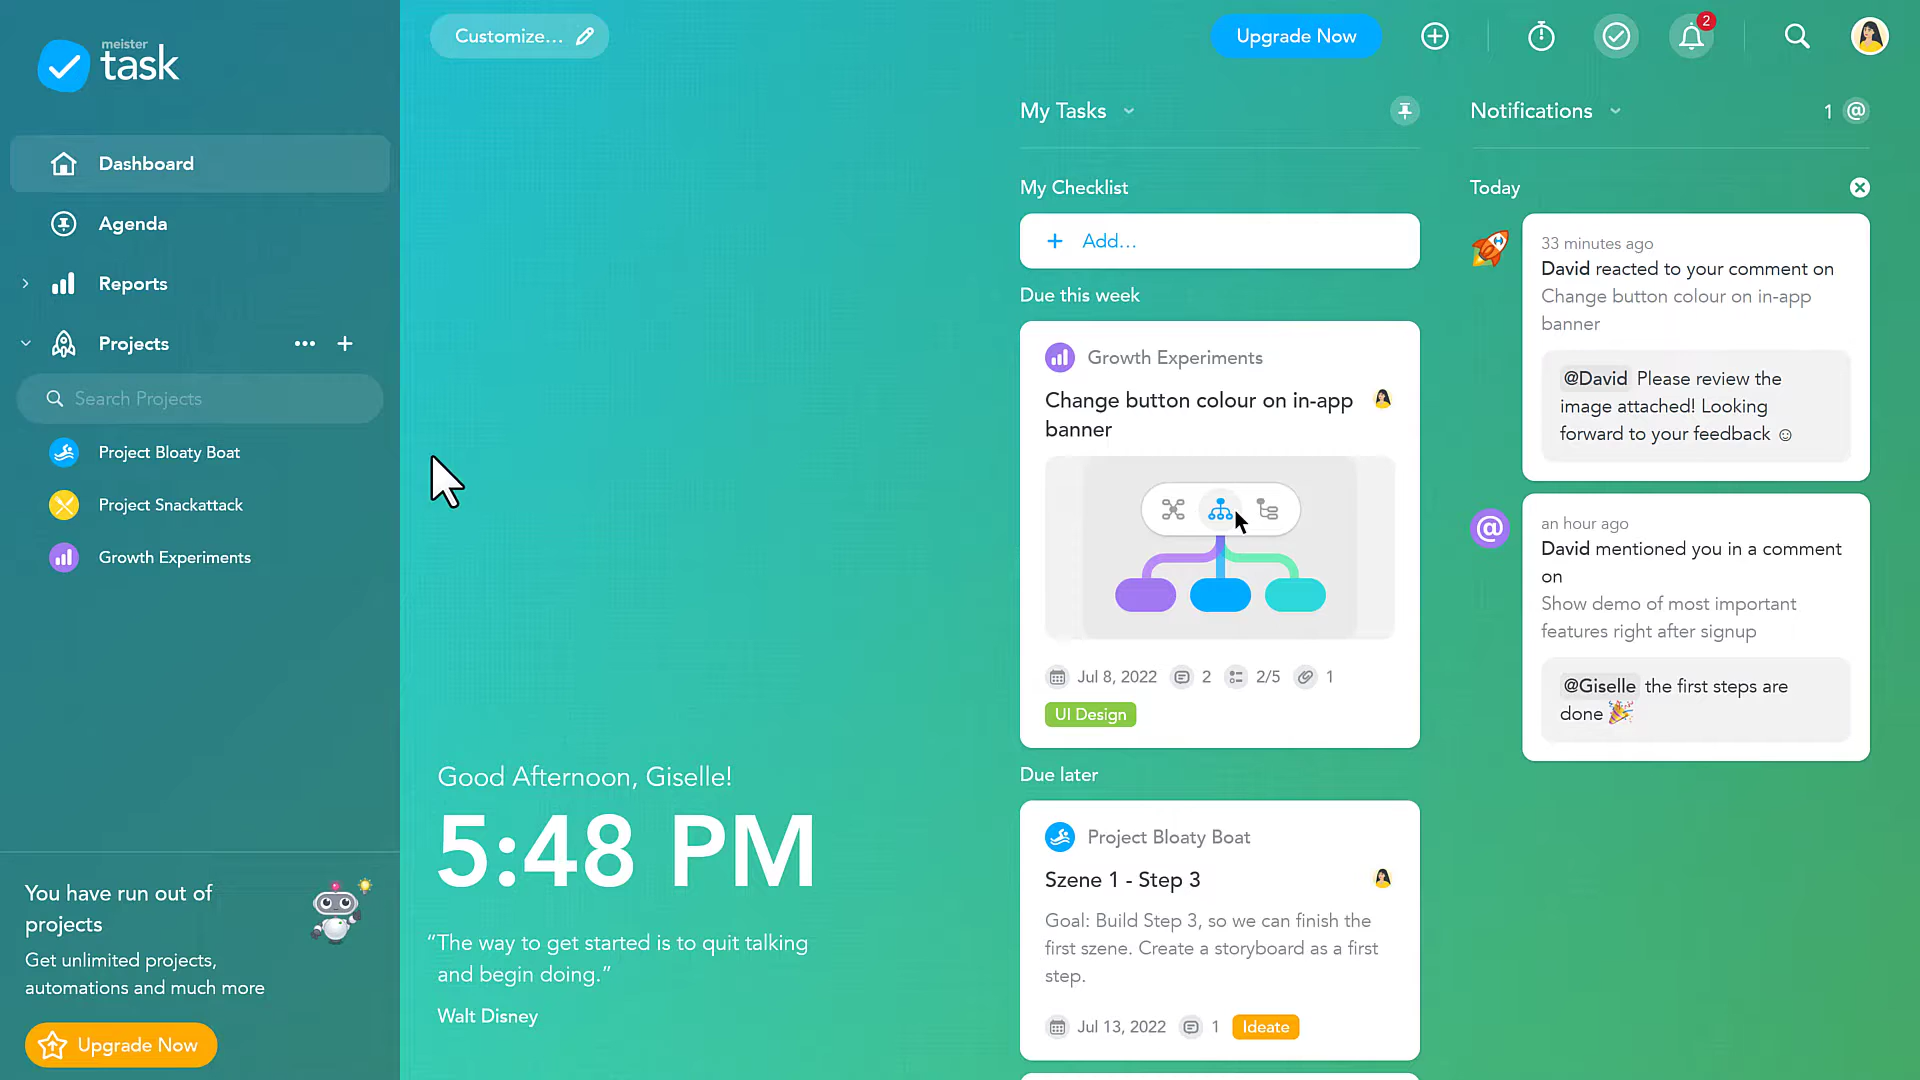 meister
task
Dashboard
Agenda
Reports
Projects
Search Projects
Project Bloaty Boat
Project Snackattack
Growth Experiments
You have run out of
projects
Get unlimited projects,
automations and much more
Upgrade Now
Customize...
Upgrade Now
2
Good Afternoon, Giselle!
5:48 PM
“The way to get started is to quit talking
and begin doing.”
Walt Disney
My Tasks
My Checklist
+ Add...
Due this week
Growth Experiments
Change button colour on in-app
banner
Jul 8, 2022 2 2/5 1
UI Design
Due later
Project Bloaty Boat
Szene 1 - Step 3
Goal: Build Step 3, so we can finish the
first szene. Create a storyboard as a first
step.
Jul 13, 2022 1 Ideate
Notifications
1 @
Today
33 minutes ago
David reacted to your comment on
Change button colour on in-app
banner
@David Please review the
image attached! Looking
forward to your feedback ☺
@
an hour ago
David mentioned you in a comment
on
Show demo of most important
features right after signup
@Giselle the first steps are
done 🎉